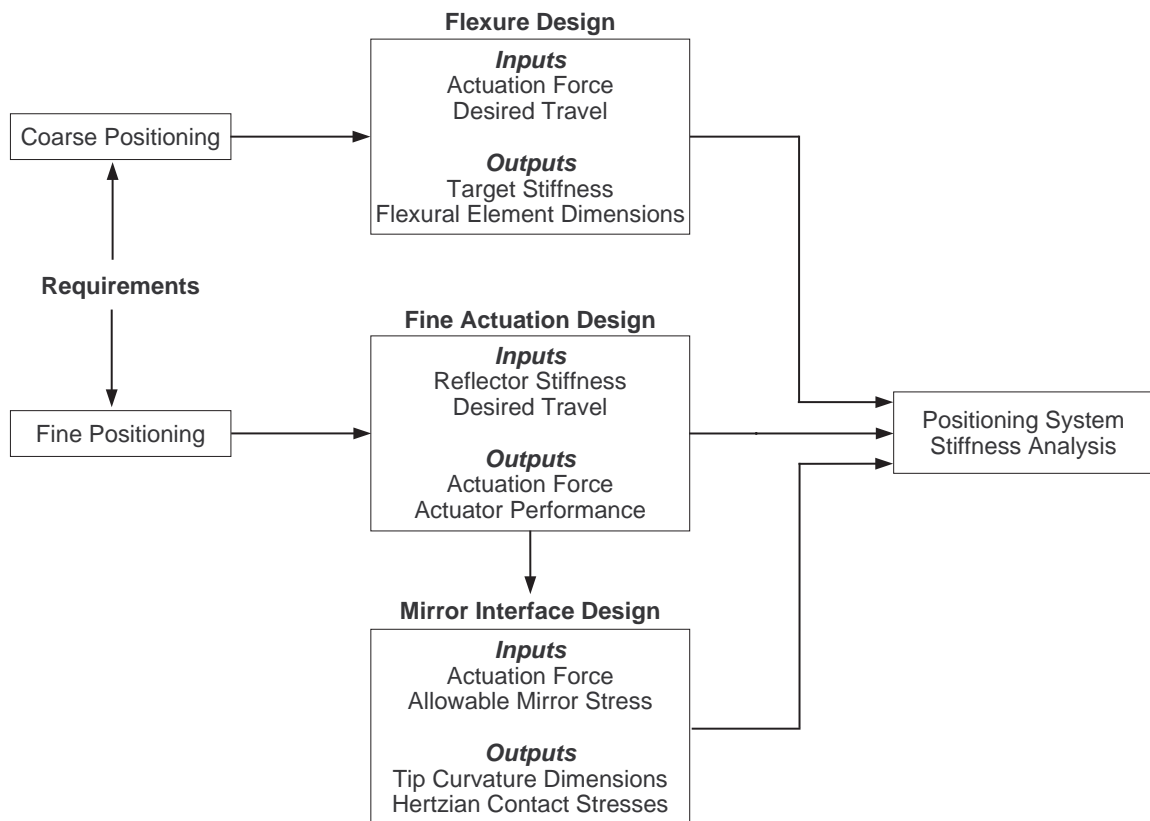 Flexure Design
Inputs
Actuation Force
Desired Travel
Outputs
Target Stiffness
Flexural Element Dimensions
Coarse Positioning
Requirements
Fine Positioning
Fine Actuation Design
Inputs
Reflector Stiffness
Desired Travel
Outputs
Actuation Force
Actuator Performance
Mirror Interface Design
Inputs
Actuation Force
Allowable Mirror Stress
Outputs
Tip Curvature Dimensions
Hertzian Contact Stresses
Positioning System
Stiffness Analysis